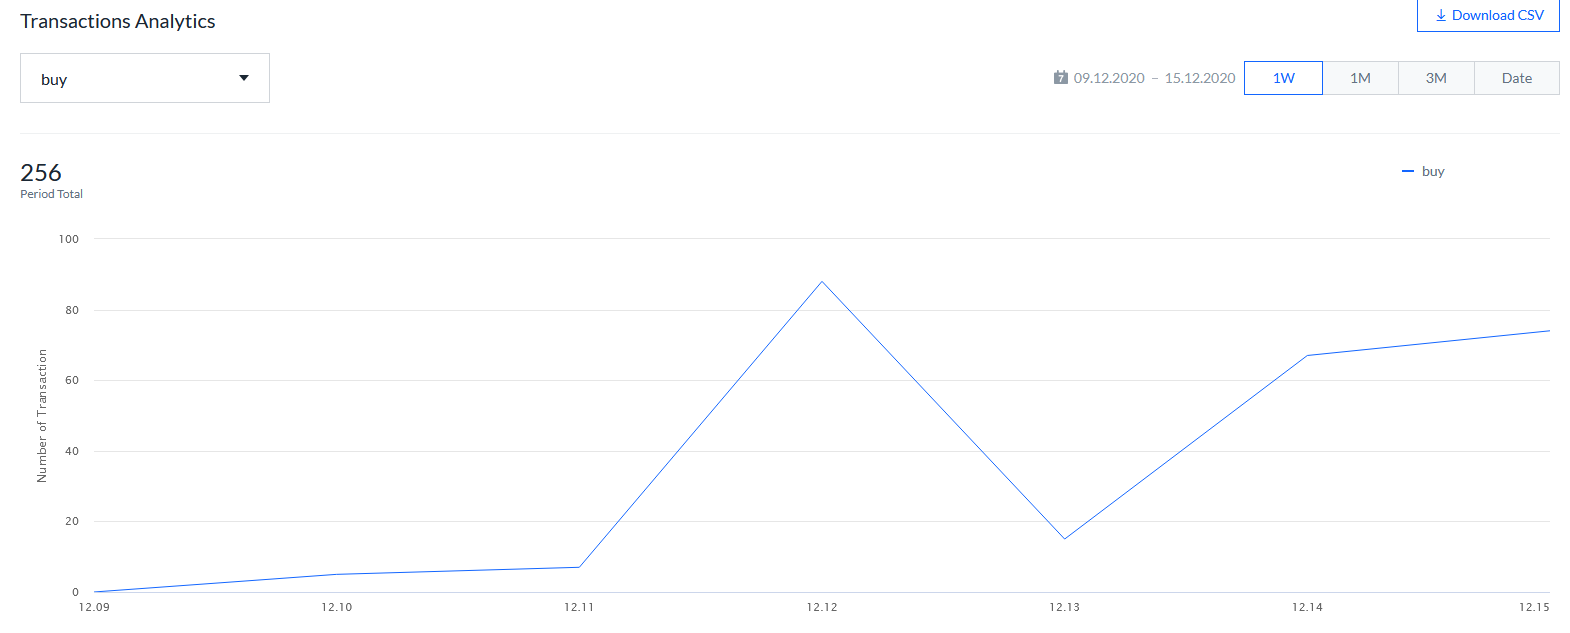 Transactions Analytics
Download CSV
buy
7 09.12.2020 – 15.12.2020 1W 1M 3M Date
256
Period Total
buy
100
80
60
40
20
0
Number of Transaction
12.09 12.10 12.11 12.12 12.13 12.14 12.15